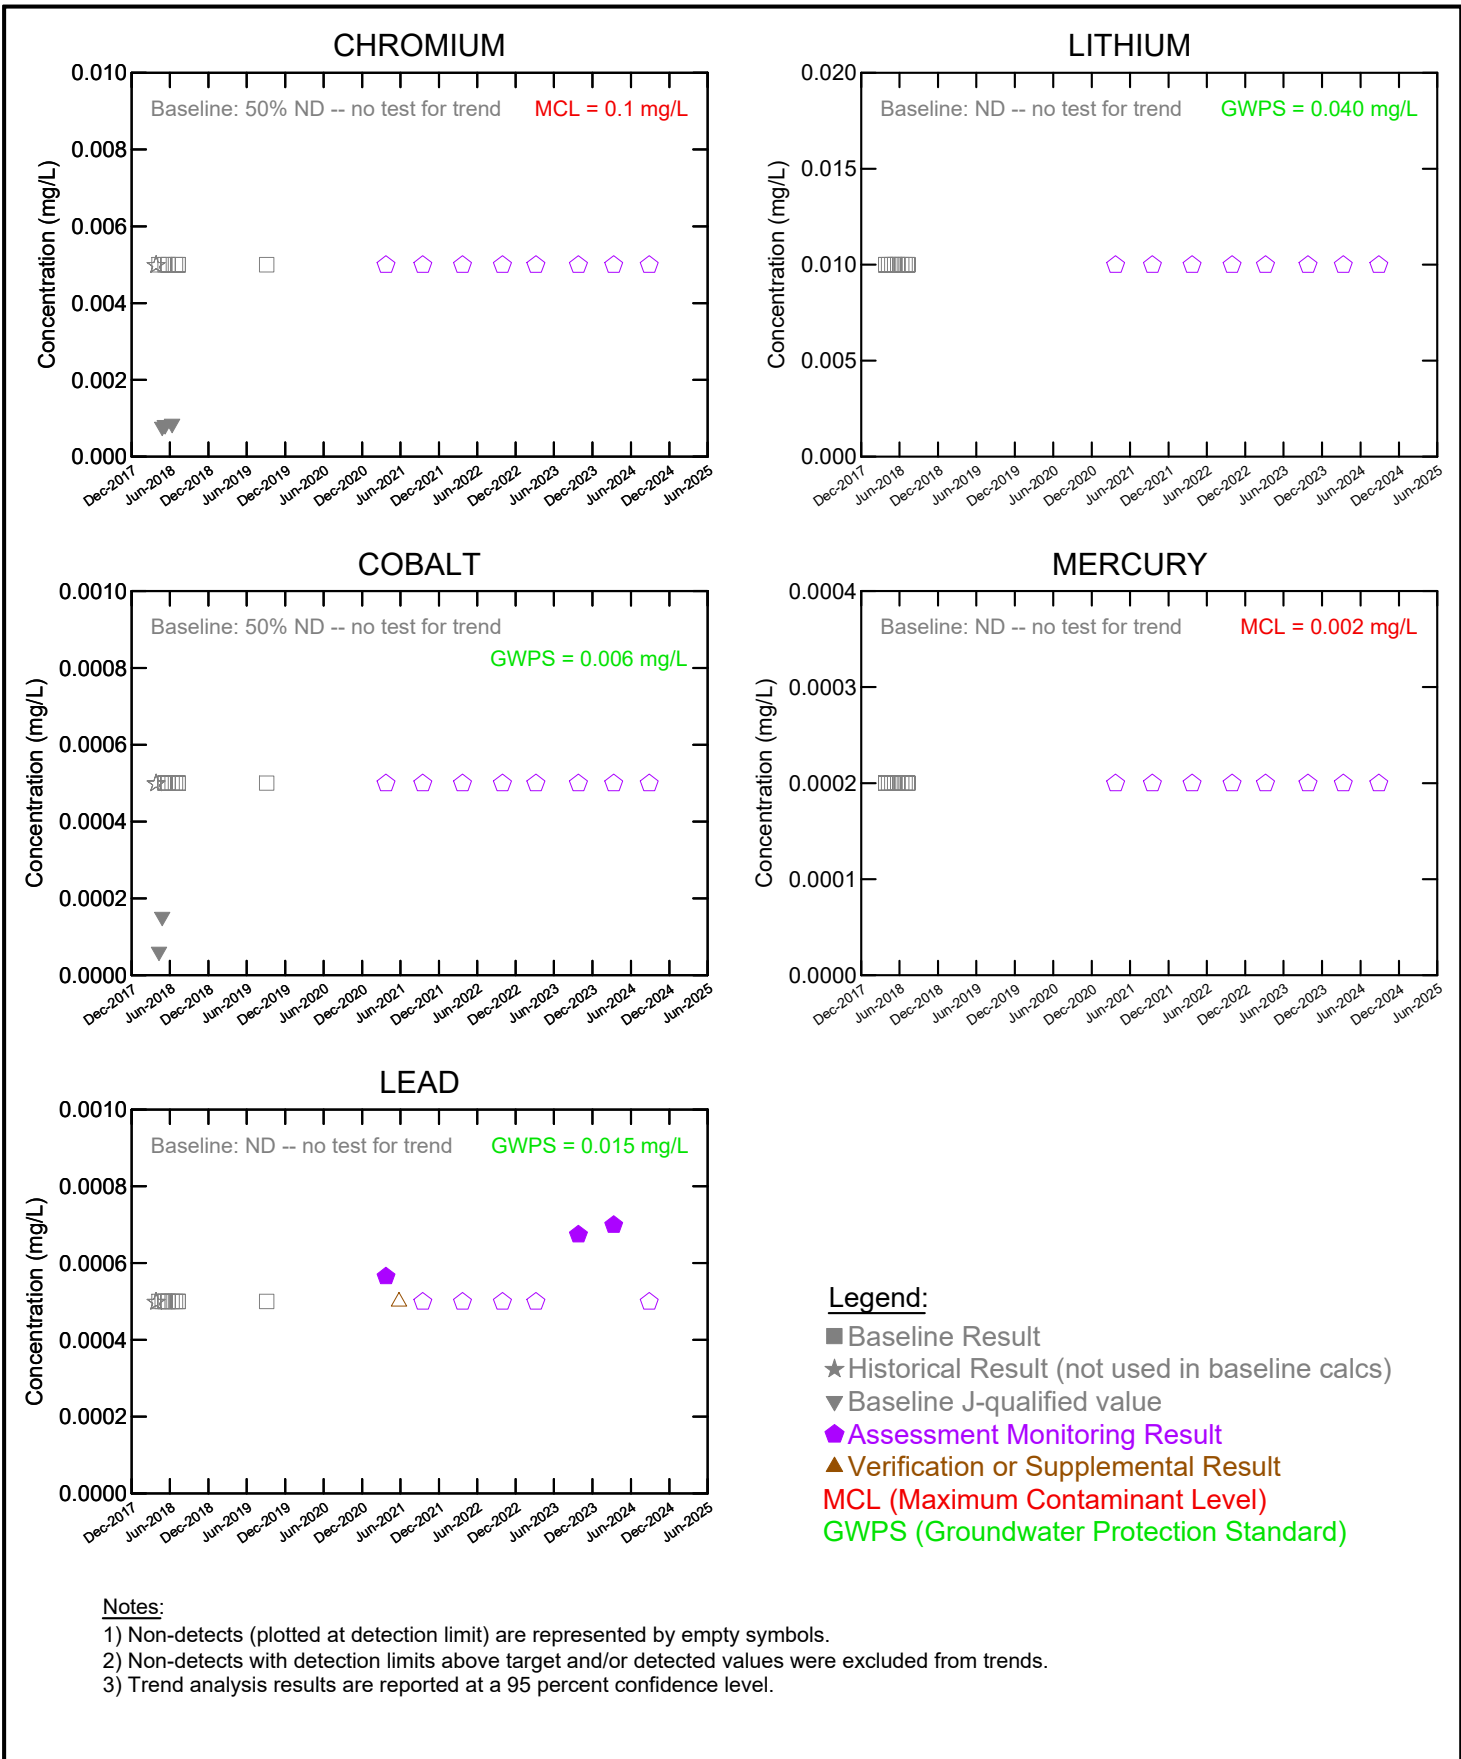 CHROMIUM
Concentration (mg/L)
0.010
0.008
0.006
0.004
0.002
0.000
Baseline: 50% ND -- no test for trend
MCL = 0.1 mg/L
Dec-2017 Jun-2018 Dec-2018 Jun-2019 Dec-2019 Jun-2020 Dec-2020 Jun-2021 Dec-2021 Jun-2022 Dec-2022 Jun-2023 Dec-2023 Jun-2024 Dec-2024 Jun-2025
LITHIUM
Concentration (mg/L)
0.020
0.015
0.010
0.005
0.000
Baseline: ND -- no test for trend
GWPS = 0.040 mg/L
Dec-2017 Jun-2018 Dec-2018 Jun-2019 Dec-2019 Jun-2020 Dec-2020 Jun-2021 Dec-2021 Jun-2022 Dec-2022 Jun-2023 Dec-2023 Jun-2024 Dec-2024 Jun-2025
COBALT
Concentration (mg/L)
0.0010
0.0008
0.0006
0.0004
0.0002
0.0000
Baseline: 50% ND -- no test for trend
GWPS = 0.006 mg/L
Dec-2017 Jun-2018 Dec-2018 Jun-2019 Dec-2019 Jun-2020 Dec-2020 Jun-2021 Dec-2021 Jun-2022 Dec-2022 Jun-2023 Dec-2023 Jun-2024 Dec-2024 Jun-2025
MERCURY
Concentration (mg/L)
0.0004
0.0003
0.0002
0.0001
0.0000
Baseline: ND -- no test for trend
MCL = 0.002 mg/L
Dec-2017 Jun-2018 Dec-2018 Jun-2019 Dec-2019 Jun-2020 Dec-2020 Jun-2021 Dec-2021 Jun-2022 Dec-2022 Jun-2023 Dec-2023 Jun-2024 Dec-2024 Jun-2025
LEAD
Concentration (mg/L)
0.0010
0.0008
0.0006
0.0004
0.0002
0.0000
Baseline: ND -- no test for trend
GWPS = 0.015 mg/L
Dec-2017 Jun-2018 Dec-2018 Jun-2019 Dec-2019 Jun-2020 Dec-2020 Jun-2021 Dec-2021 Jun-2022 Dec-2022 Jun-2023 Dec-2023 Jun-2024 Dec-2024 Jun-2025
Legend:
Baseline Result
Historical Result (not used in baseline calcs)
Baseline J-qualified value
Assessment Monitoring Result
Verification or Supplemental Result
MCL (Maximum Contaminant Level)
GWPS (Groundwater Protection Standard)
Notes:
1) Non-detects (plotted at detection limit) are represented by empty symbols.
2) Non-detects with detection limits above target and/or detected values were excluded from trends.
3) Trend analysis results are reported at a 95 percent confidence level.